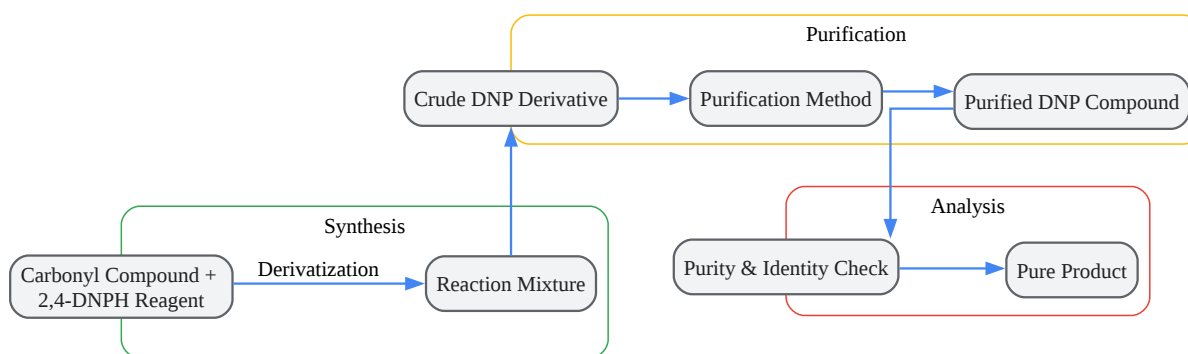 Purification
Crude DNP Derivative
Purification Method
Purified DNP Compound
Synthesis
Analysis
Carbonyl Compound +
2,4-DNPH Reagent
Derivatization
Reaction Mixture
Purity & Identity Check
Pure Product